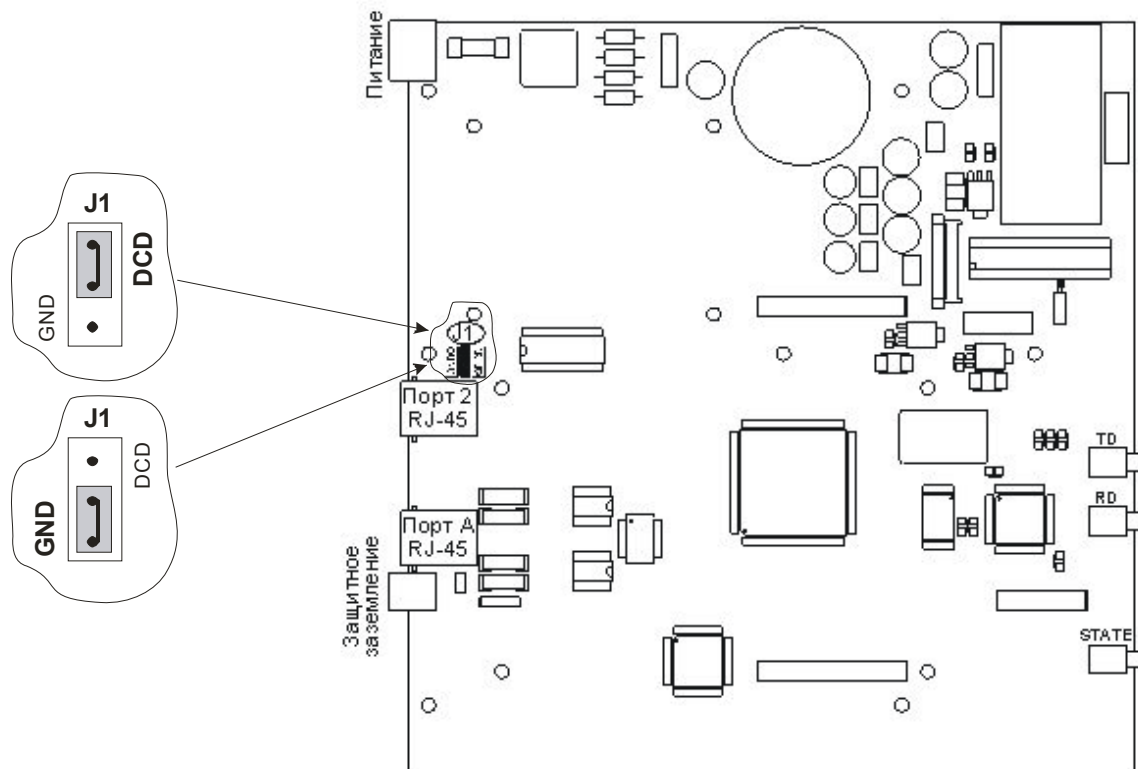 Питание
J1
DCD
GND
J1
DCD
GND
J1
Порт 2
RJ-45
Порт А
RJ-45
Защитное
заземление
TD
RD
STATE